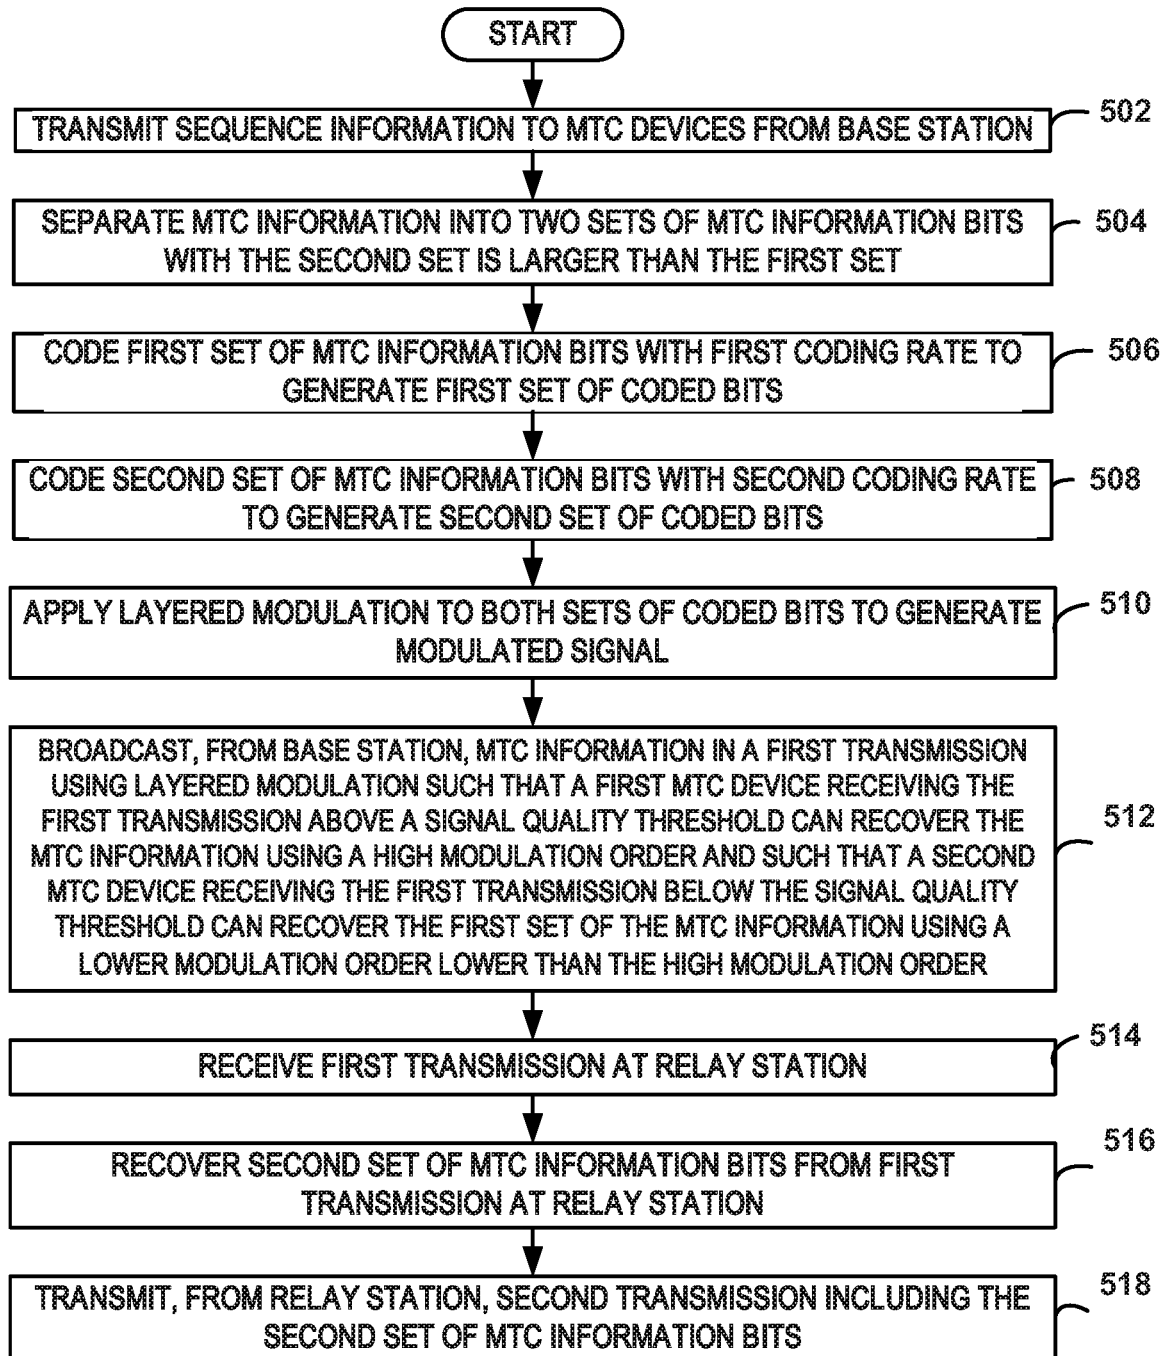 START
TRANSMIT SEQUENCE INFORMATION TO MTC DEVICES FROM BASE STATION
502
SEPARATE MTC INFORMATION INTO TWO SETS OF MTC INFORMATION BITS
WITH THE SECOND SET IS LARGER THAN THE FIRST SET
504
CODE FIRST SET OF MTC INFORMATION BITS WITH FIRST CODING RATE TO
GENERATE FIRST SET OF CODED BITS
506
CODE SECOND SET OF MTC INFORMATION BITS WITH SECOND CODING RATE
TO GENERATE SECOND SET OF CODED BITS
508
APPLY LAYERED MODULATION TO BOTH SETS OF CODED BITS TO GENERATE
MODULATED SIGNAL
510
BROADCAST, FROM BASE STATION, MTC INFORMATION IN A FIRST TRANSMISSION
USING LAYERED MODULATION SUCH THAT A FIRST MTC DEVICE RECEIVING THE
FIRST TRANSMISSION ABOVE A SIGNAL QUALITY THRESHOLD CAN RECOVER THE
MTC INFORMATION USING A HIGH MODULATION ORDER AND SUCH THAT A SECOND
MTC DEVICE RECEIVING THE FIRST TRANSMISSION BELOW THE SIGNAL QUALITY
THRESHOLD CAN RECOVER THE FIRST SET OF THE MTC INFORMATION USING A
LOWER MODULATION ORDER LOWER THAN THE HIGH MODULATION ORDER
512
RECEIVE FIRST TRANSMISSION AT RELAY STATION
514
RECOVER SECOND SET OF MTC INFORMATION BITS FROM FIRST
TRANSMISSION AT RELAY STATION
516
TRANSMIT, FROM RELAY STATION, SECOND TRANSMISSION INCLUDING THE
SECOND SET OF MTC INFORMATION BITS
518